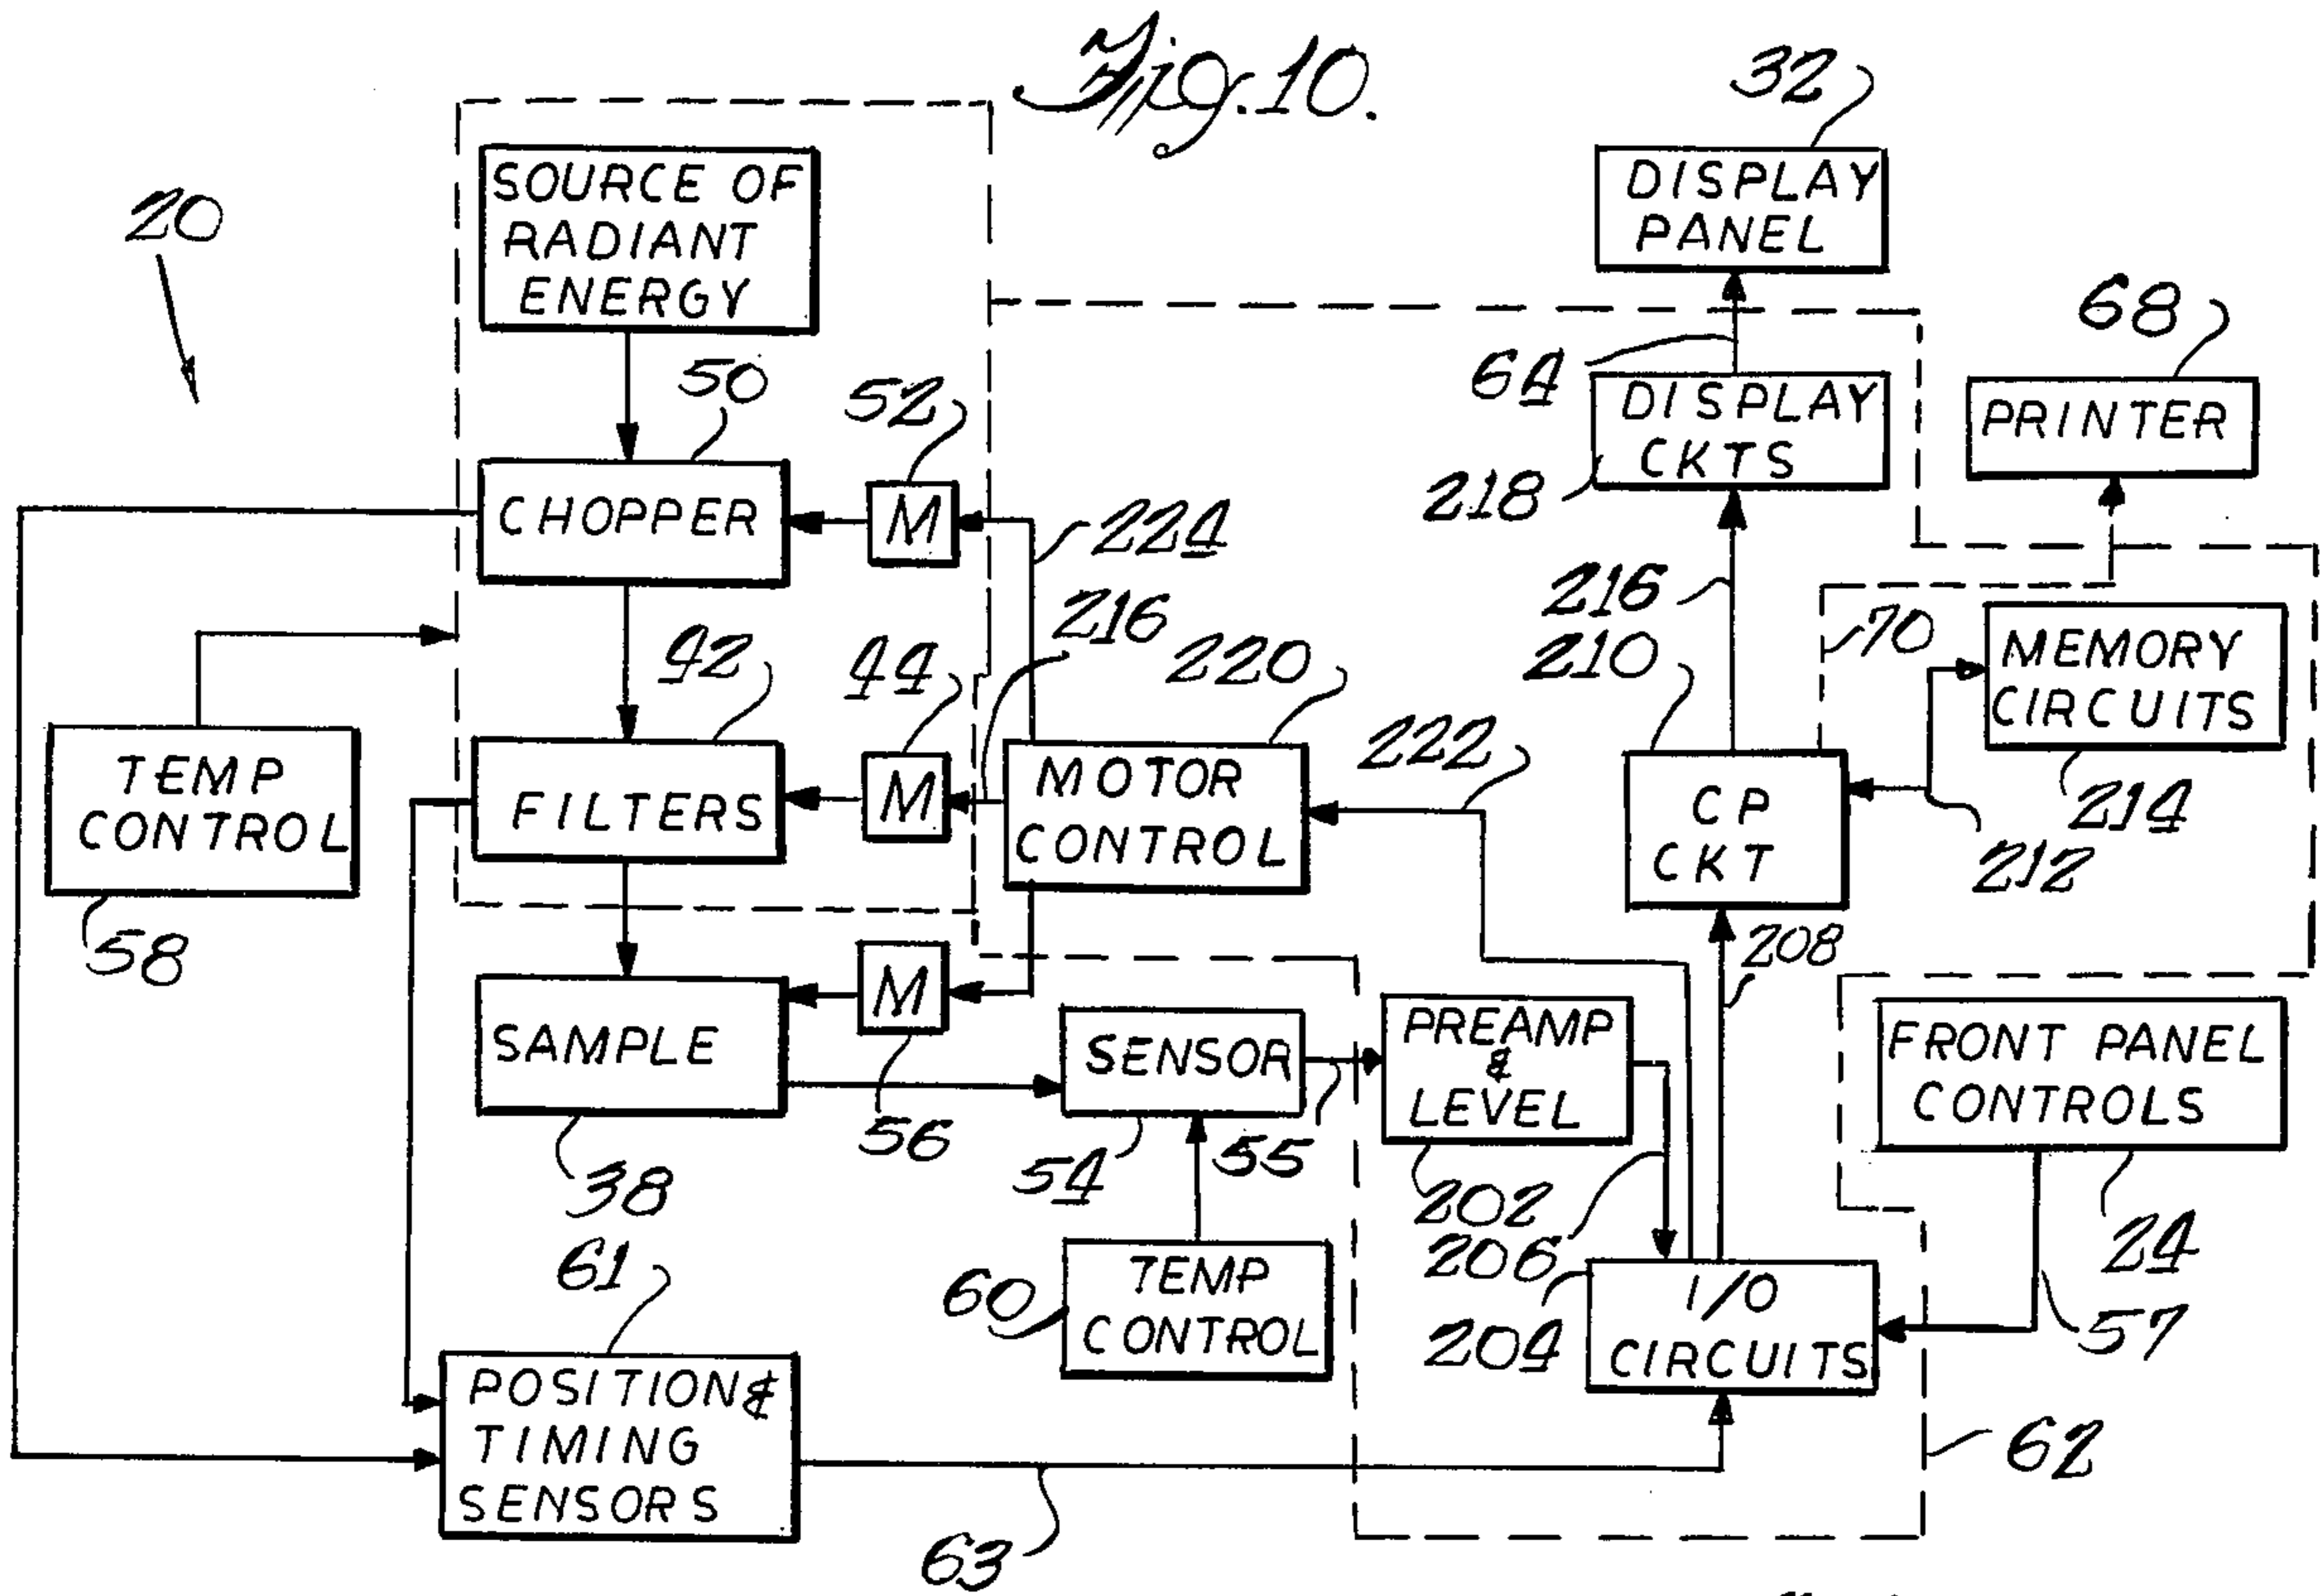 Fig. 10.
20
SOURCE OF
RADIANT
ENERGY
32
DISPLAY
PANEL
68
PRINTER
64
DISPLAY
CKTS
218
50
52
CHOPPER
M
224
216
42
44
216
220
210
70
MEMORY
CIRCUITS
214
212
TEMP
CONTROL
58
FILTERS
M
MOTOR
CONTROL
222
CP
CKT
208
SAMPLE
38
M
56
SENSOR
54
55
PREAMP
&
LEVEL
202
206
204
FRONT PANEL
CONTROLS
24
57
61
60
TEMP
CONTROL
I/O
CIRCUITS
POSITION &
TIMING
SENSORS
63
62